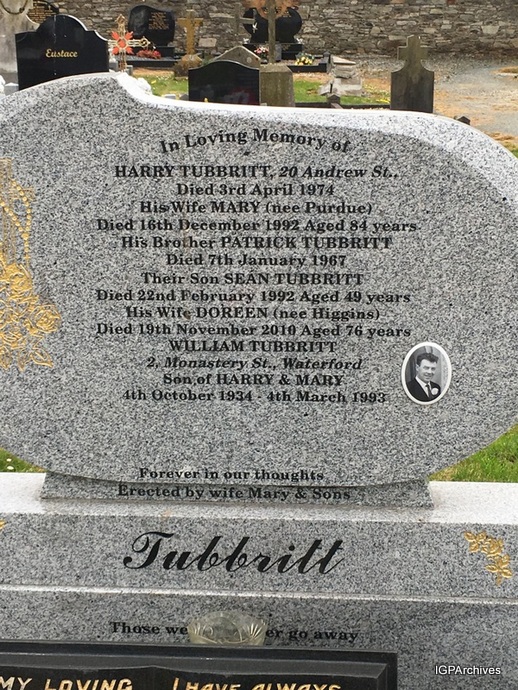 Eustace
In Loving Memory of
HARRY TUBBRITT, 20 Andrew St.,
Died 3rd April 1974
His Wife MARY (nee Purdue)
Died 16th December 1992 Aged 84 years
His Brother PATRICK TUBBRITT
Died 7th January 1967
Their Son SEAN TUBBRITT
Died 22nd February 1992 Aged 49 years
His Wife DOREEN (nee Higgins)
Died 19th November 2010 Aged 76 years
WILLIAM TUBBRITT
2, Monastery St., Waterford
Son of HARRY & MARY
4th October 1934 - 4th March 1993
Forever in our thoughts
Erected by wife Mary & Sons
Tubbritt
Those we er go away
MY LOVING I HAVE ALWAYS
IGPArchives